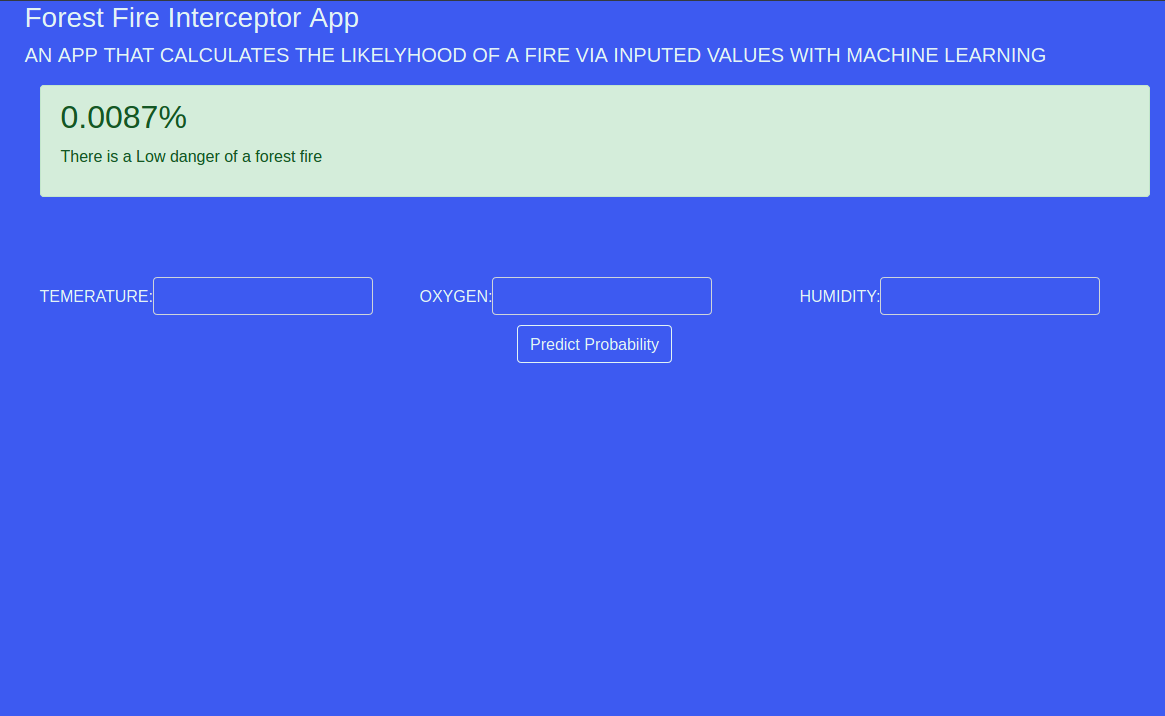 Forest Fire Interceptor App
AN APP THAT CALCULATES THE LIKELYHOOD OF A FIRE VIA INPUTED VALUES WITH MACHINE LEARNING
0.0087%
There is a Low danger of a forest fire
TEMERATURE: OXYGEN: HUMIDITY:
Predict Probability